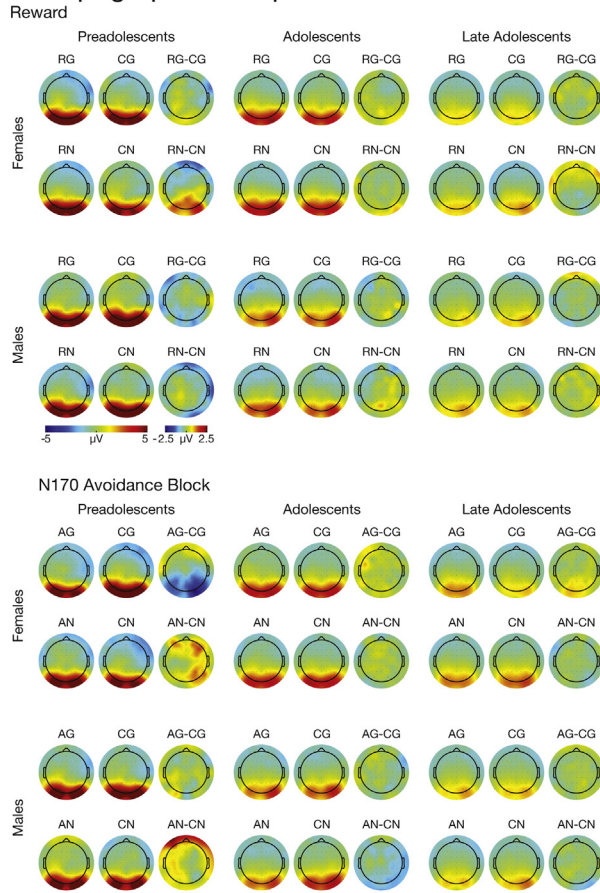 Reward
Preadolescents Adolescents Late Adolescents
RG CG RG-CG RG CG RG-CG RG CG RG-CG
Females
RN CN RN-CN RN CN RN-CN RN CN RN-CN
RG CG RG-CG RG CG RG-CG RG CG RG-CG
Males
RN CN RN-CN RN CN RN-CN RN CN RN-CN
-5 µV 5 -2.5 µV 2.5
N170 Avoidance Block
Preadolescents Adolescents Late Adolescents
AG CG AG-CG AG CG AG-CG AG CG AG-CG
Females
AN CN AN-CN AN CN AN-CN AN CN AN-CN
AG CG AG-CG AG CG AG-CG AG CG AG-CG
Males
AN CN AN-CN AN CN AN-CN AN CN AN-CN